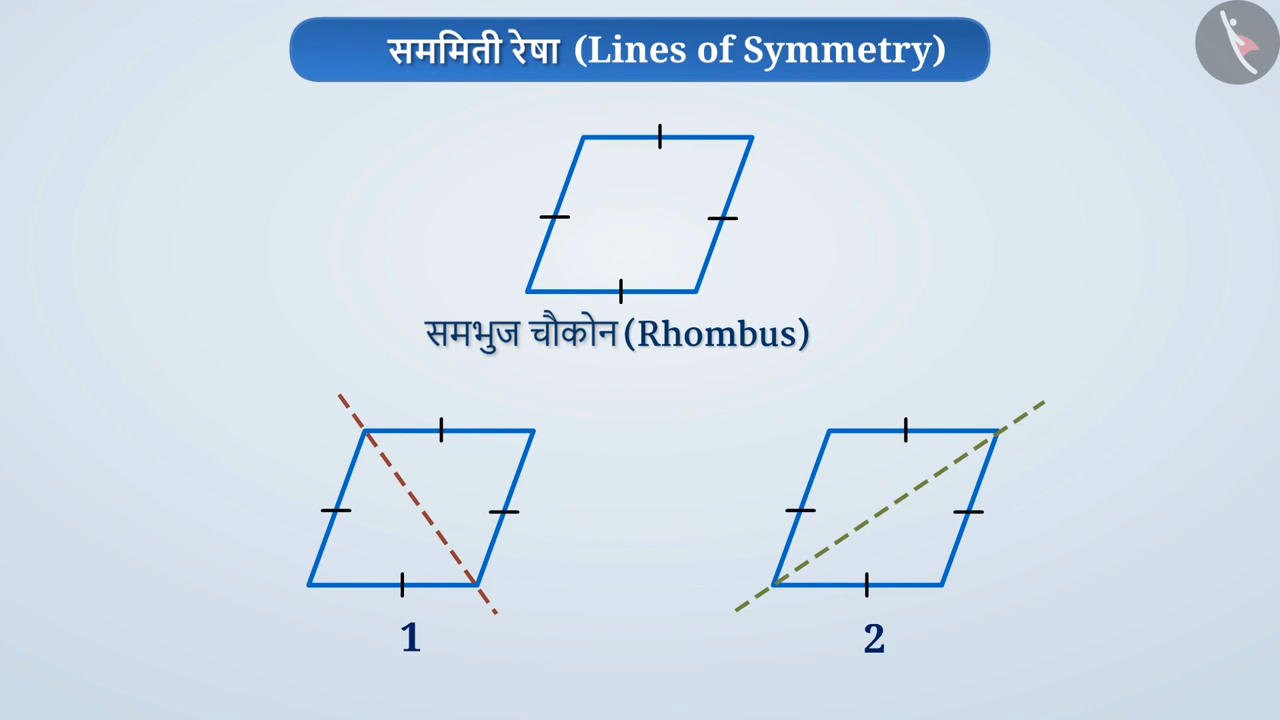 सममिती रेषा (Lines of Symmetry)
समभुज चौकोन (Rhombus)
1
2